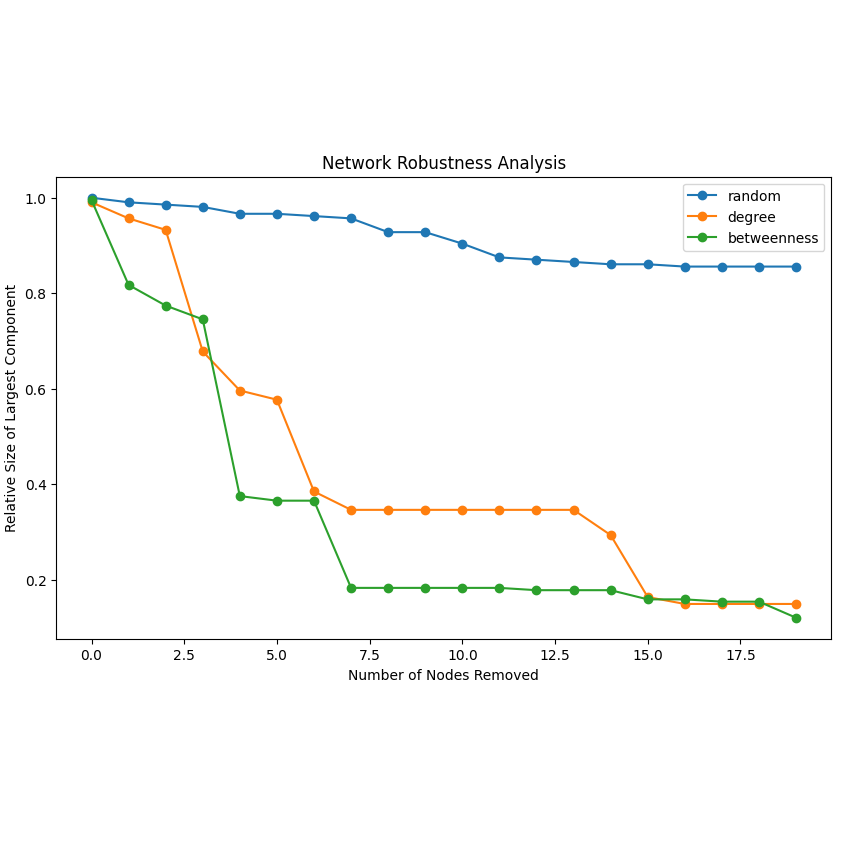 Network Robustness Analysis
random
degree
betweenness
Relative Size of Largest Component
1.0
0.8
0.6
0.4
0.2
0.0 2.5 5.0 7.5 10.0 12.5 15.0 17.5
Number of Nodes Removed